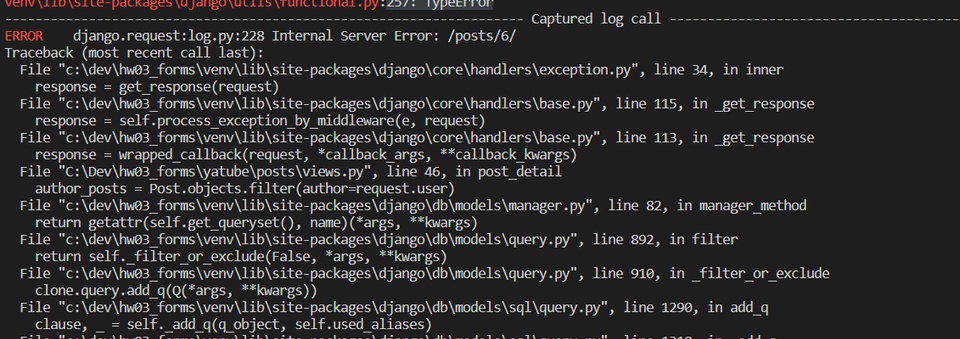 venv\lib\site-packages\django\utils\functional.py:257: TypeError
------------------------------------------------------------------ Captured log call -------------------------------------
ERROR    django.request:log.py:228 Internal Server Error: /posts/6/
Traceback (most recent call last):
  File "c:\dev\hw03_forms\venv\lib\site-packages\django\core\handlers\exception.py", line 34, in inner
    response = get_response(request)
  File "c:\dev\hw03_forms\venv\lib\site-packages\django\core\handlers\base.py", line 115, in _get_response
    response = self.process_exception_by_middleware(e, request)
  File "c:\dev\hw03_forms\venv\lib\site-packages\django\core\handlers\base.py", line 113, in _get_response
    response = wrapped_callback(request, *callback_args, **callback_kwargs)
  File "C:\Dev\hw03_forms\yatube\posts\views.py", line 46, in post_detail
    author_posts = Post.objects.filter(author=request.user)
  File "c:\dev\hw03_forms\venv\lib\site-packages\django\db\models\manager.py", line 82, in manager_method
    return getattr(self.get_queryset(), name)(*args, **kwargs)
  File "c:\dev\hw03_forms\venv\lib\site-packages\django\db\models\query.py", line 892, in filter
    return self._filter_or_exclude(False, *args, **kwargs)
  File "c:\dev\hw03_forms\venv\lib\site-packages\django\db\models\query.py", line 910, in _filter_or_exclude
    clone.query.add_q(Q(*args, **kwargs))
  File "c:\dev\hw03_forms\venv\lib\site-packages\django\db\models\sql\query.py", line 1290, in add_q
    clause, _ = self._add_q(q_object, self.used_aliases)